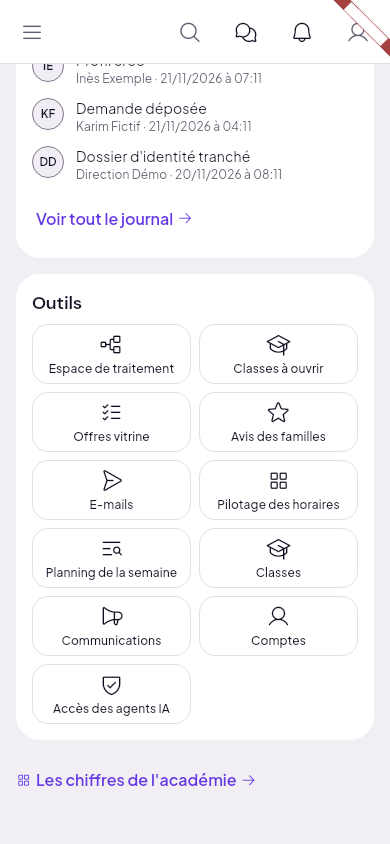 IE
Inès Exemple · 21/11/2026 à 07:11
KF
Demande déposée
Karim Fictif · 21/11/2026 à 04:11
DD
Dossier d'identité tranché
Direction Démo · 20/11/2026 à 08:11
Voir tout le journal →
Outils
Espace de traitement
Classes à ouvrir
Offres vitrine
Avis des familles
E-mails
Pilotage des horaires
Planning de la semaine
Classes
Communications
Comptes
Accès des agents IA
Les chiffres de l'académie →